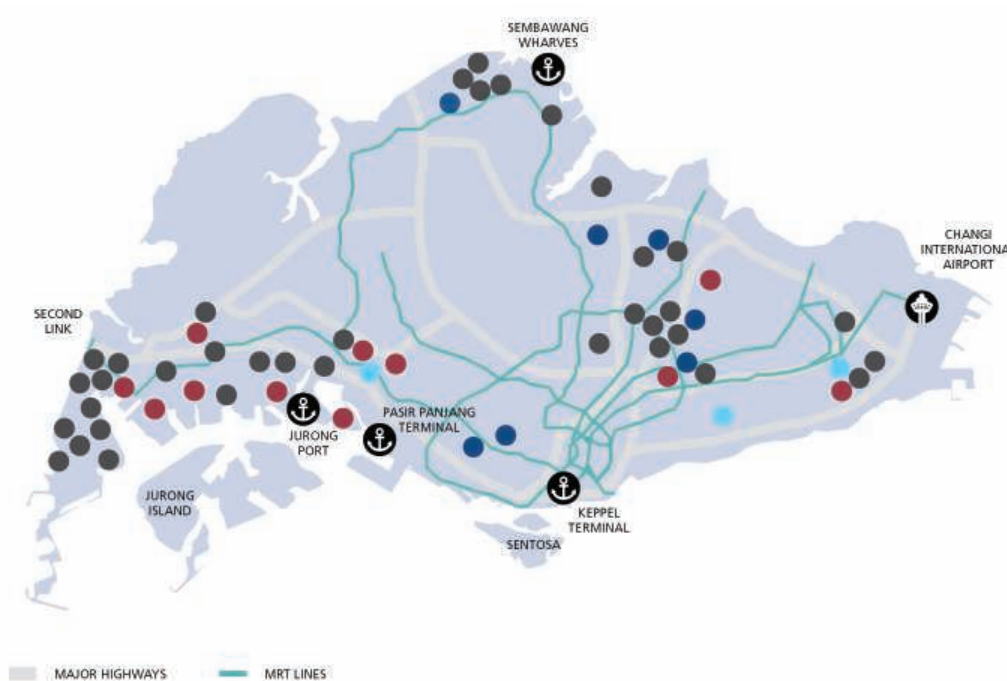 SEMBAWANG
WHARVES
CHANGI
INTERNATIONA
AIRPORT
SECOND
LINK
PASIR PANJANG
TERMINAL
JURONG
PORT
JURONG
ISLAND
KEPPEL
TERMINAL
SENTOSA
MAJOR HIGHWAYS
MRT LINES